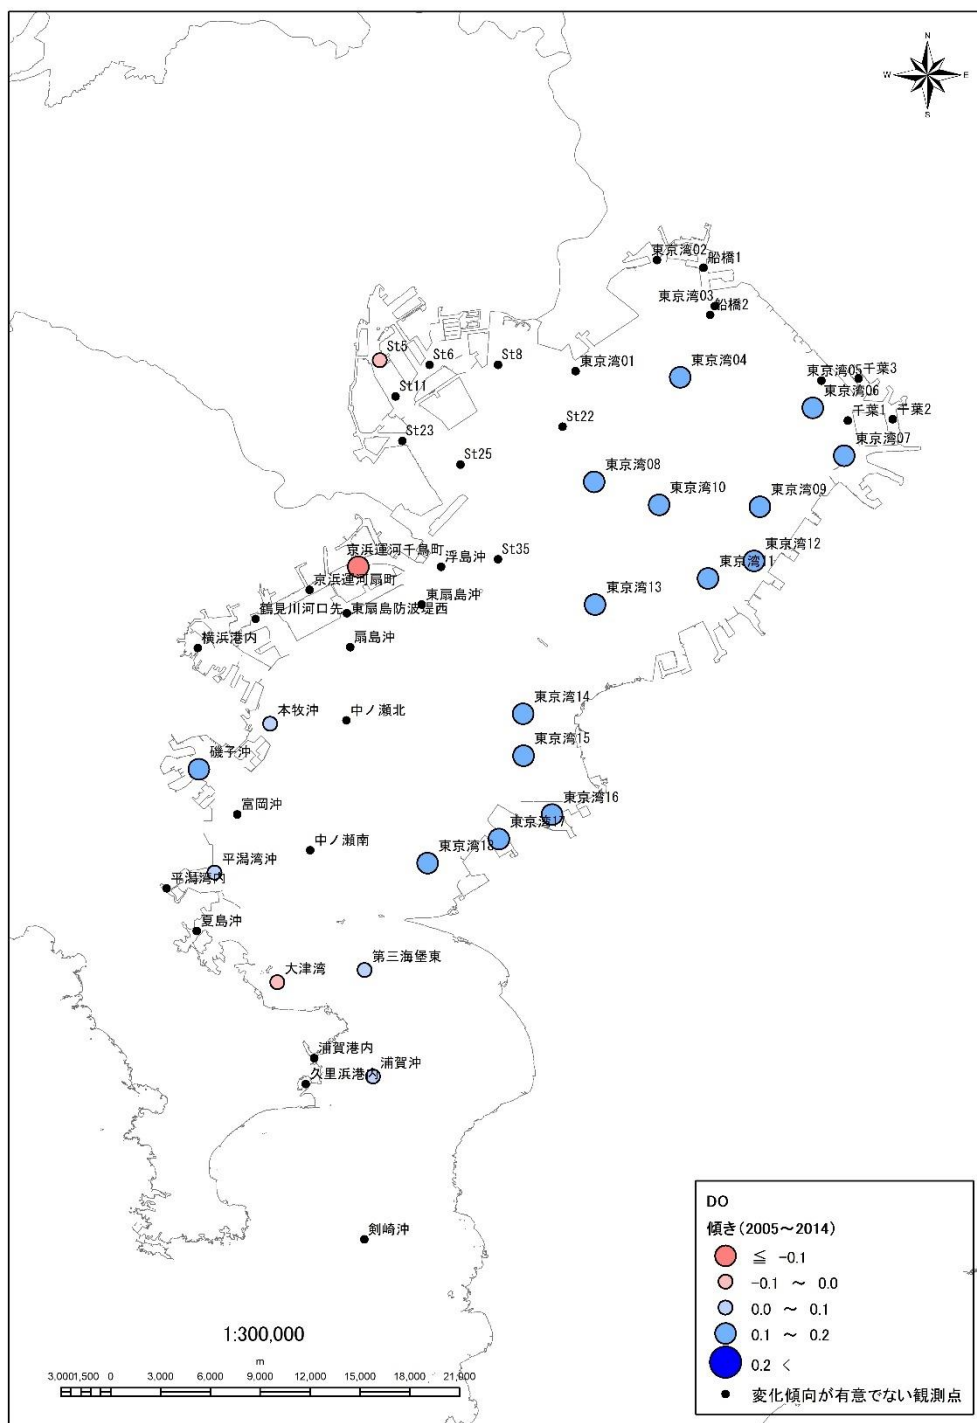 N
W
E
S
東京湾02
船橋1
東京湾03
船橋2
St5
St6
St8
東京湾01
東京湾04
東京湾05
千葉3
東京湾06
St11
千葉1
千葉2
St22
St23
東京湾07
St25
東京湾08
東京湾10
東京湾09
京浜運河千鳥町
浮島沖
St35
東京湾12
東京湾11
京浜運河扇町
東扇島沖
東京湾13
鶴見川河口先
東扇島防波堤西
横浜港内
扇島沖
本牧沖
中ノ瀬北
東京湾14
磯子沖
東京湾15
富岡沖
東京湾16
東京湾17
中ノ瀬南
東京湾18
平潟湾沖
平潟湾内
夏島沖
第三海堡東
大津湾
浦賀港内
浦賀沖
久里浜港内
剣崎沖
1:300,000
m
3,0001,500 0 3,000 6,000 9,000 12,000 15,000 18,000 21,000
DO
傾き(2005～2014)
≦ -0.1
-0.1 ～ 0.0
0.0 ～ 0.1
0.1 ～ 0.2
0.2 <
変化傾向が有意でない観測点